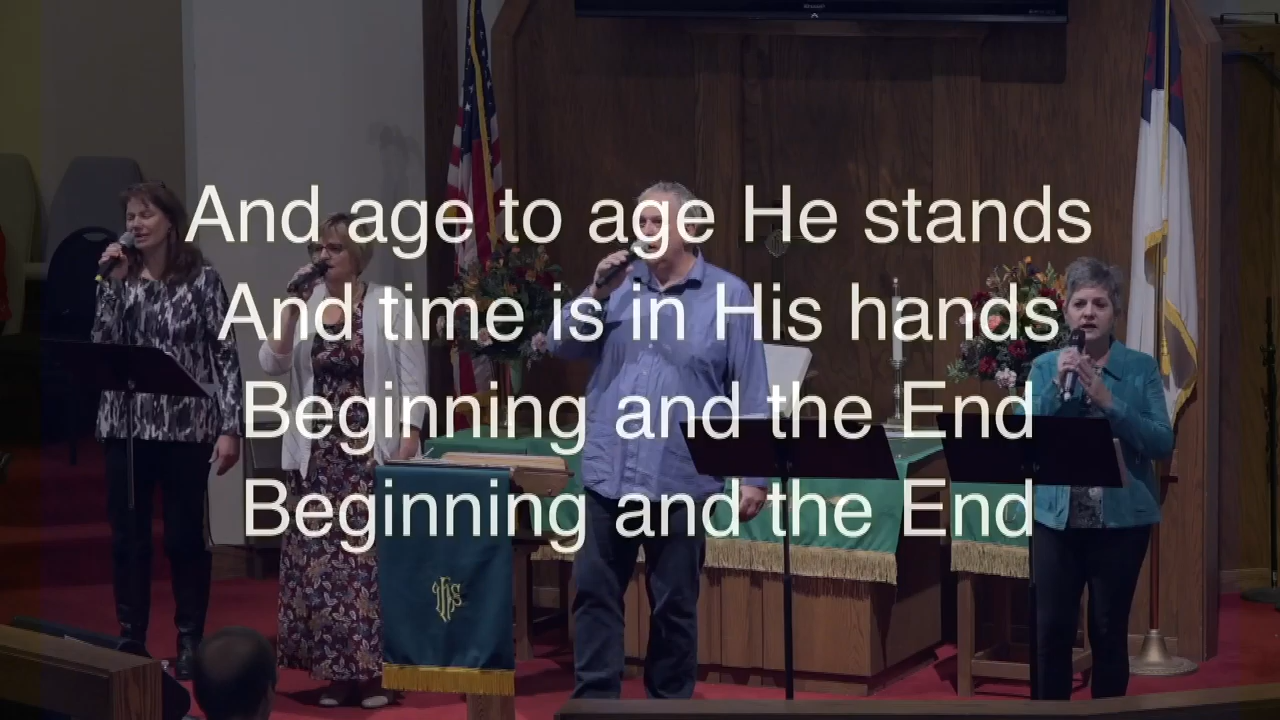 And age to age He stands
And time is in His hands
Beginning and the End
Beginning and the End
IHS